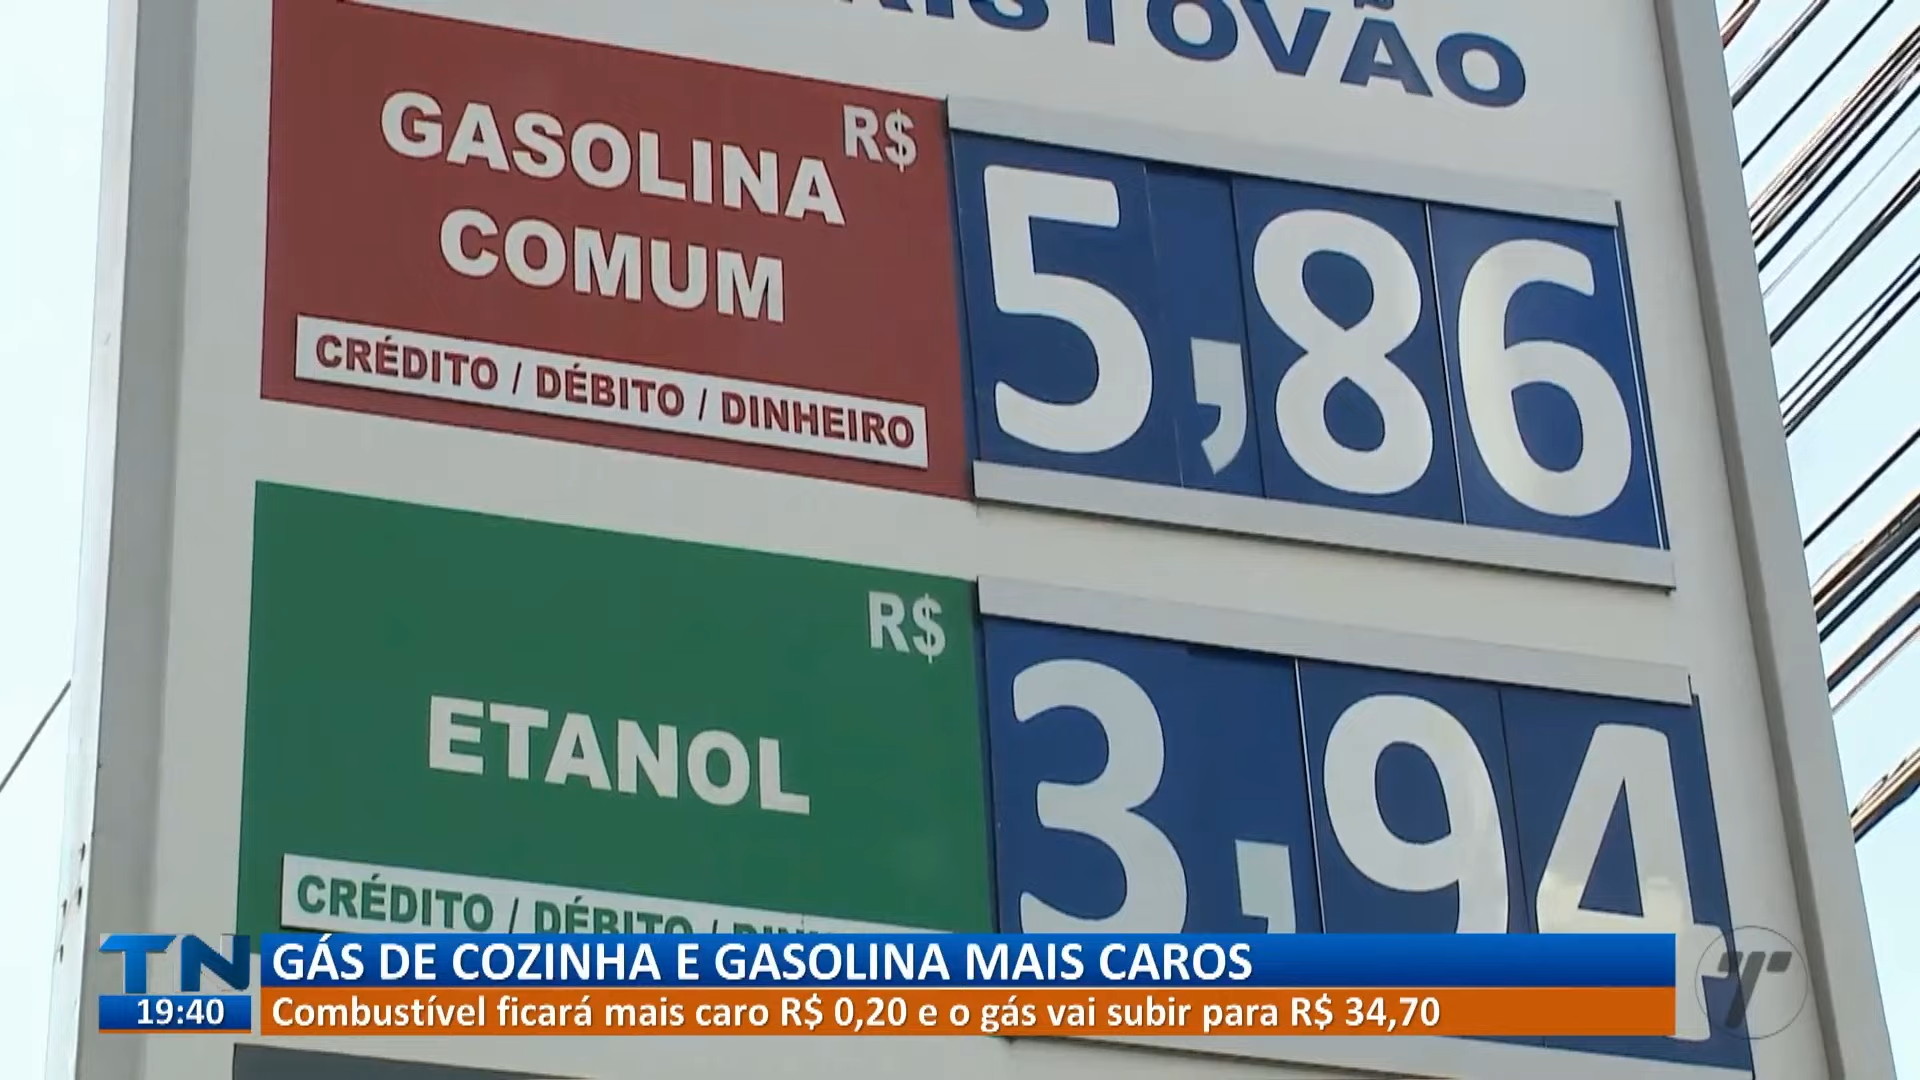 ISTOVÃO
GASOLINA
COMUM
R$
5,86
CRÉDITO / DÉBITO / DINHEIRO
R$
ETANOL
3,94
CRÉDITO / DÉBITO /
TN
19:40
GÁS DE COZINHA E GASOLINA MAIS CAROS
Combustível ficará mais caro R$ 0,20 e o gás vai subir para R$ 34,70